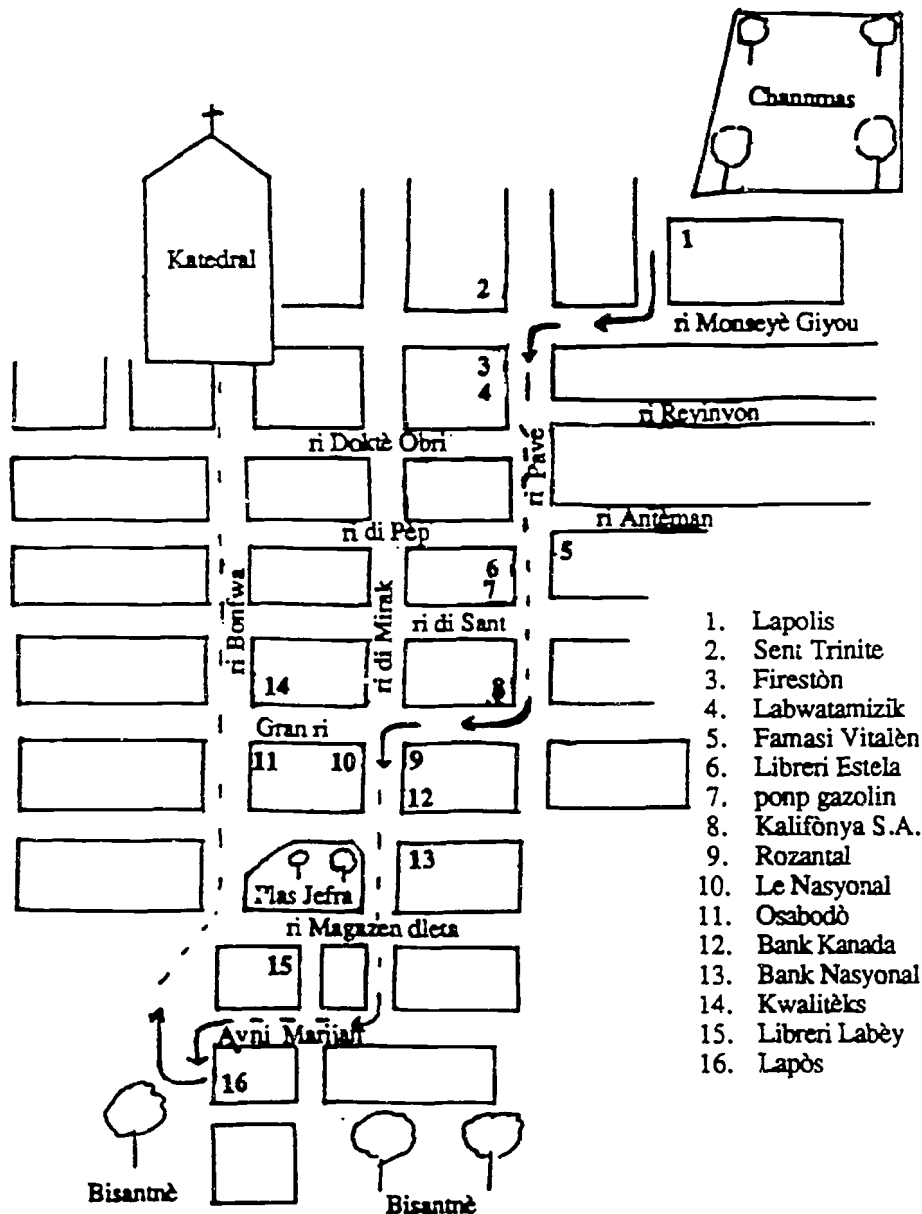 Channmas
Katedral
1
2
ri Monseyè Giyou
3
4
ri Reyinvon
ri Doktè Obri
ri Pave
ri di Pèp
ri Antèman
5
6
7
ri Bonfwa
ri di Mirak
ri di Sant
14
8
Gran ri
11
10
9
12
Plas Jefra
13
ri Magazen dleta
15
Avni Marijàn
16
Bisantnè
Bisantnè
1. Lapolis
2. Sent Trinite
3. Firestòn
4. Labwatamizik
5. Famasi Vitalèn
6. Libreri Estela
7. ponp gazolin
8. Kalifònya S.A.
9. Rozantal
10. Le Nasyonal
11. Osabodò
12. Bank Kanada
13. Bank Nasyonal
14. Kwalitèks
15. Libreri Labèy
16. Lapòs